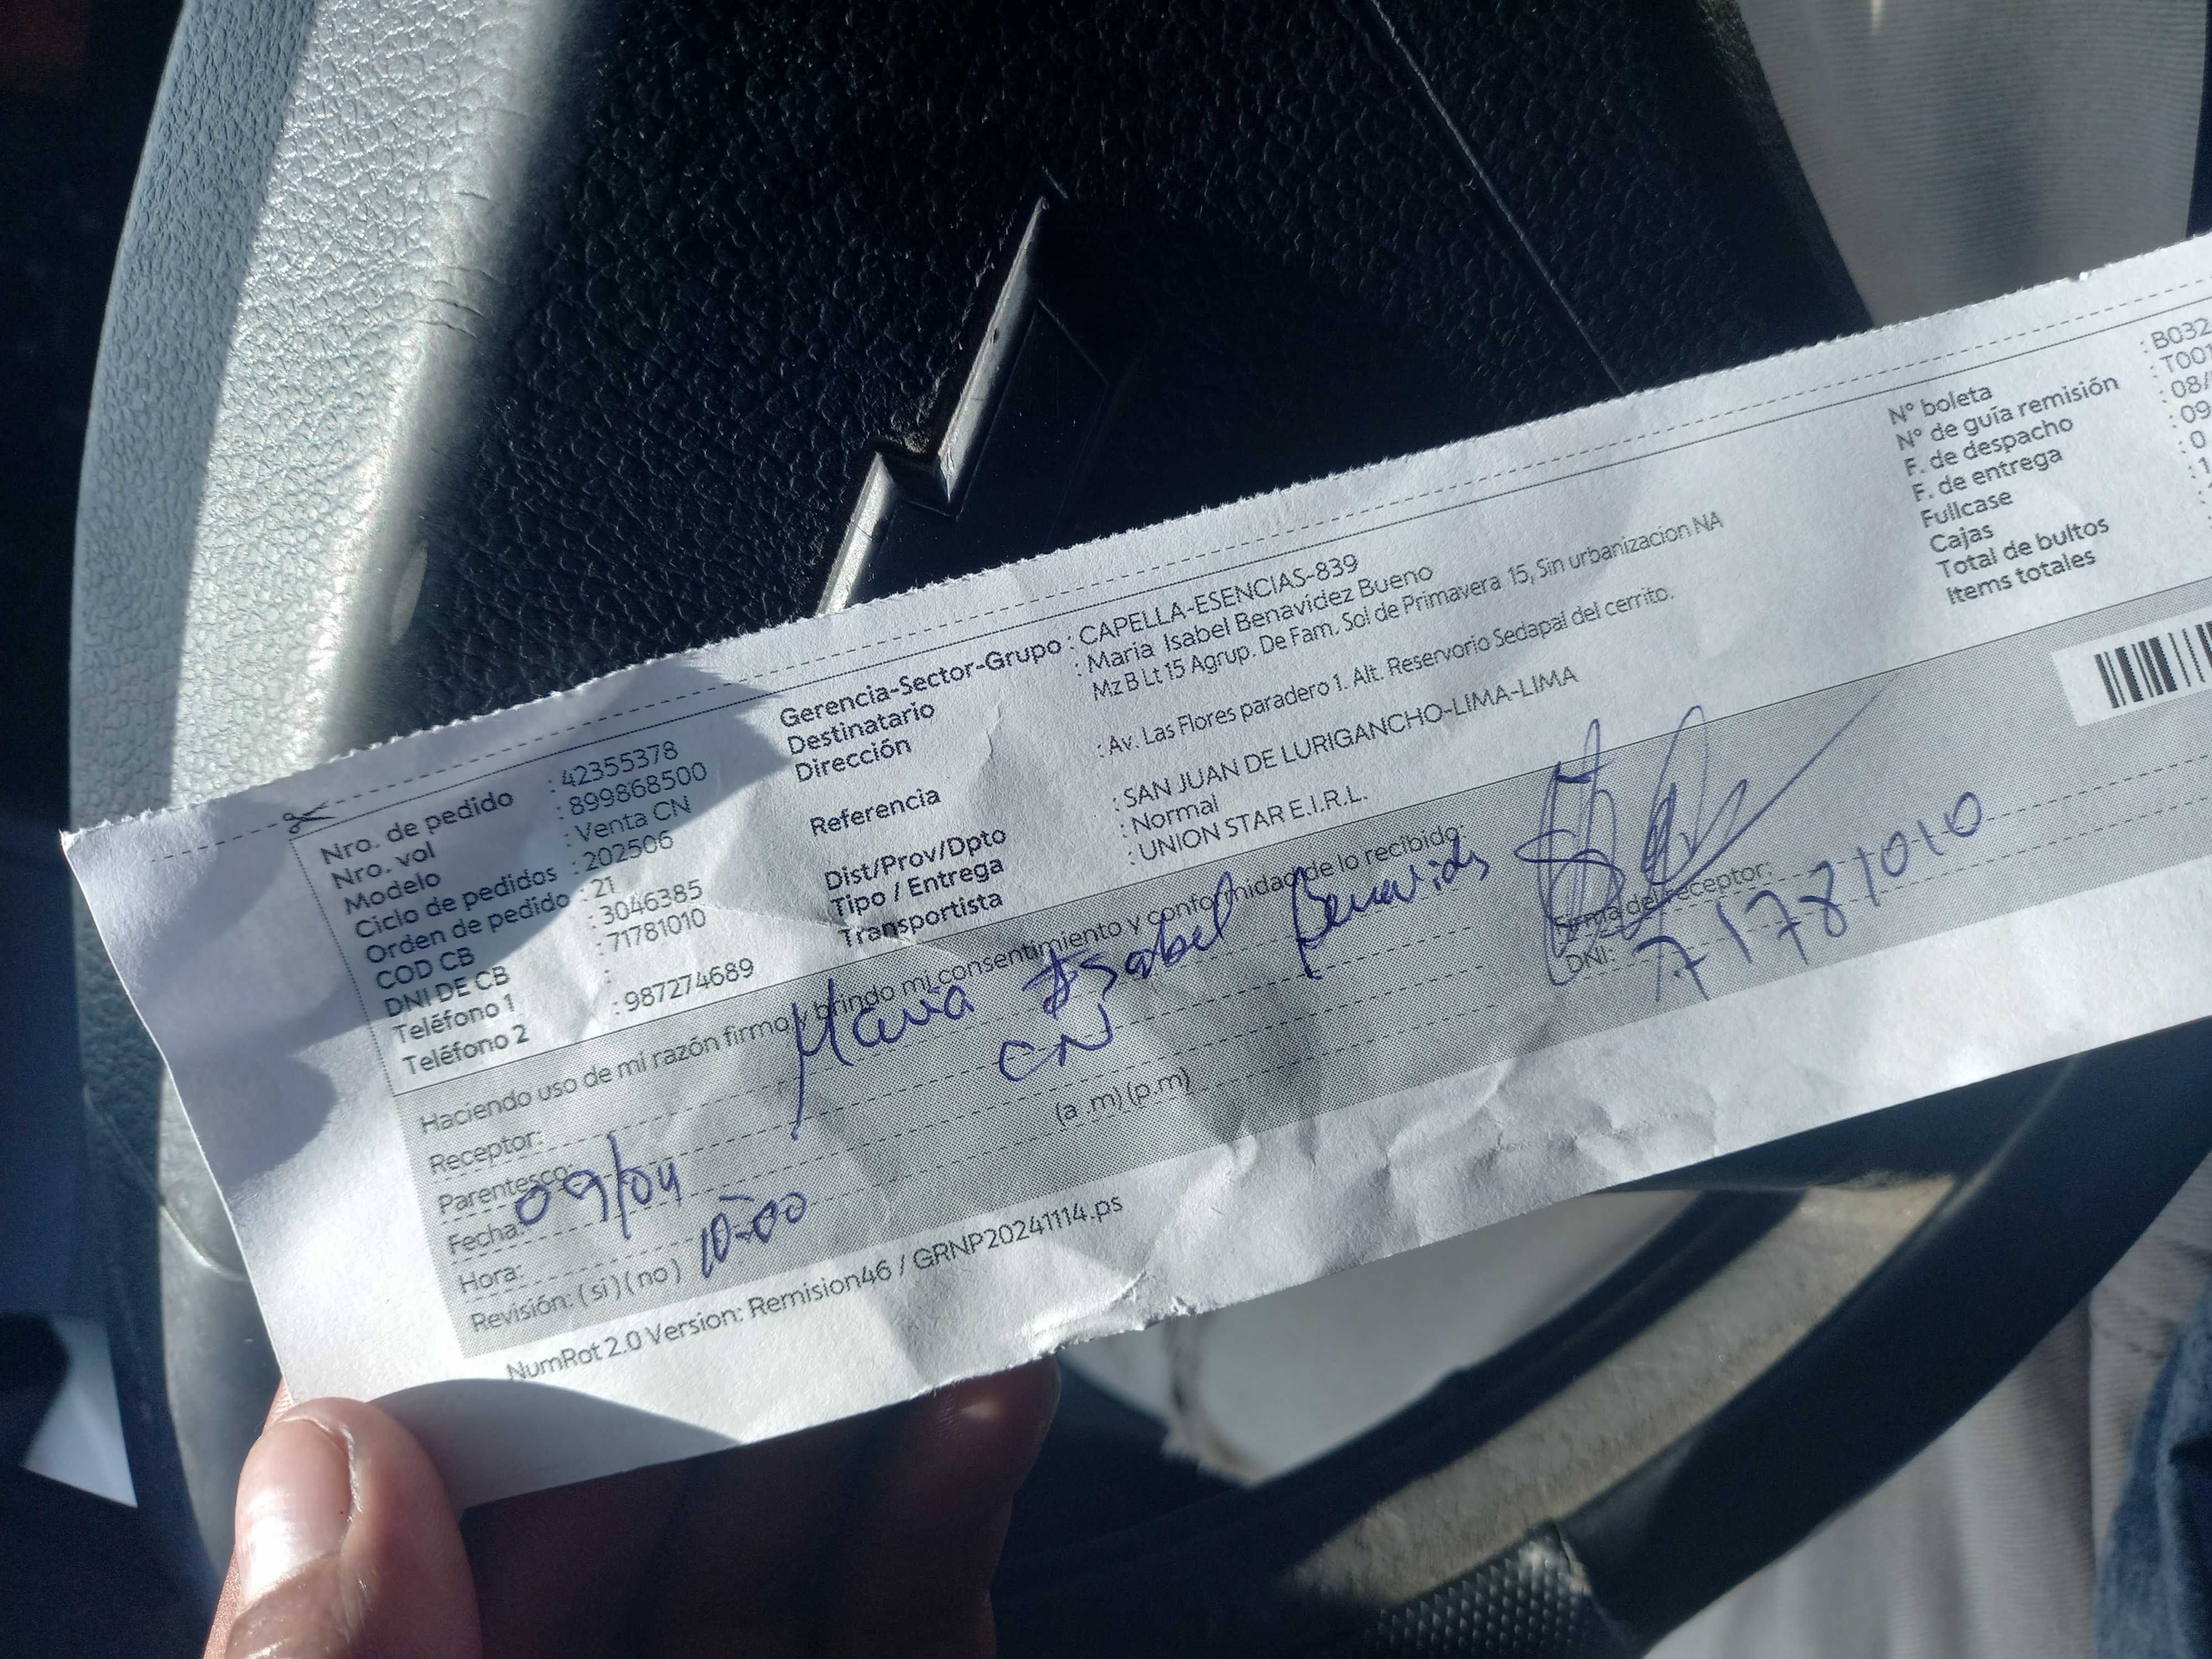 Nro. de pedido : 42355378
Nro. vol : 899868500
Modelo : Venta CN
Ciclo de pedidos : 202506
Orden de pedido : 21
COD CB : 3046385
DNI DE CB : 71781010
Teléfono 1 :
Teléfono 2 : 987274689
Gerencia-Sector-Grupo : CAPELLA-ESENCIAS-839
Destinatario : Maria Isabel Benavidez Bueno
Dirección Mz B Lt 15 Agrup. De Fam. Sol de Primavera 15, Sin urbanizacion NA
Referencia : Av. Las Flores paradero 1. Alt. Reservorio Sedapal del cerrito.
Dist/Prov/Dpto : SAN JUAN DE LURIGANCHO-LIMA-LIMA
Tipo / Entrega : Normal
Transportista : UNION STAR E.I.R.L.
N° boleta : B032
N° de guía remisión : T001
F. de despacho : 08/
F. de entrega : 09
Fullcase : 0
Cajas : 1
Total de bultos :
Items totales
Haciendo uso de mi razón firmo y brindo mi consentimiento y conformidad de lo recibido:
Receptor: Maria Isabel Benavides
Parentesco: CN
Fecha: 09/04
Hora: 10:00 (a .m) (p.m)
Revisión: ( si ) ( no )
Firma del receptor:
DNI: 71781010
NumRot 2.0 Version: Remision46 / GRNP20241114.ps